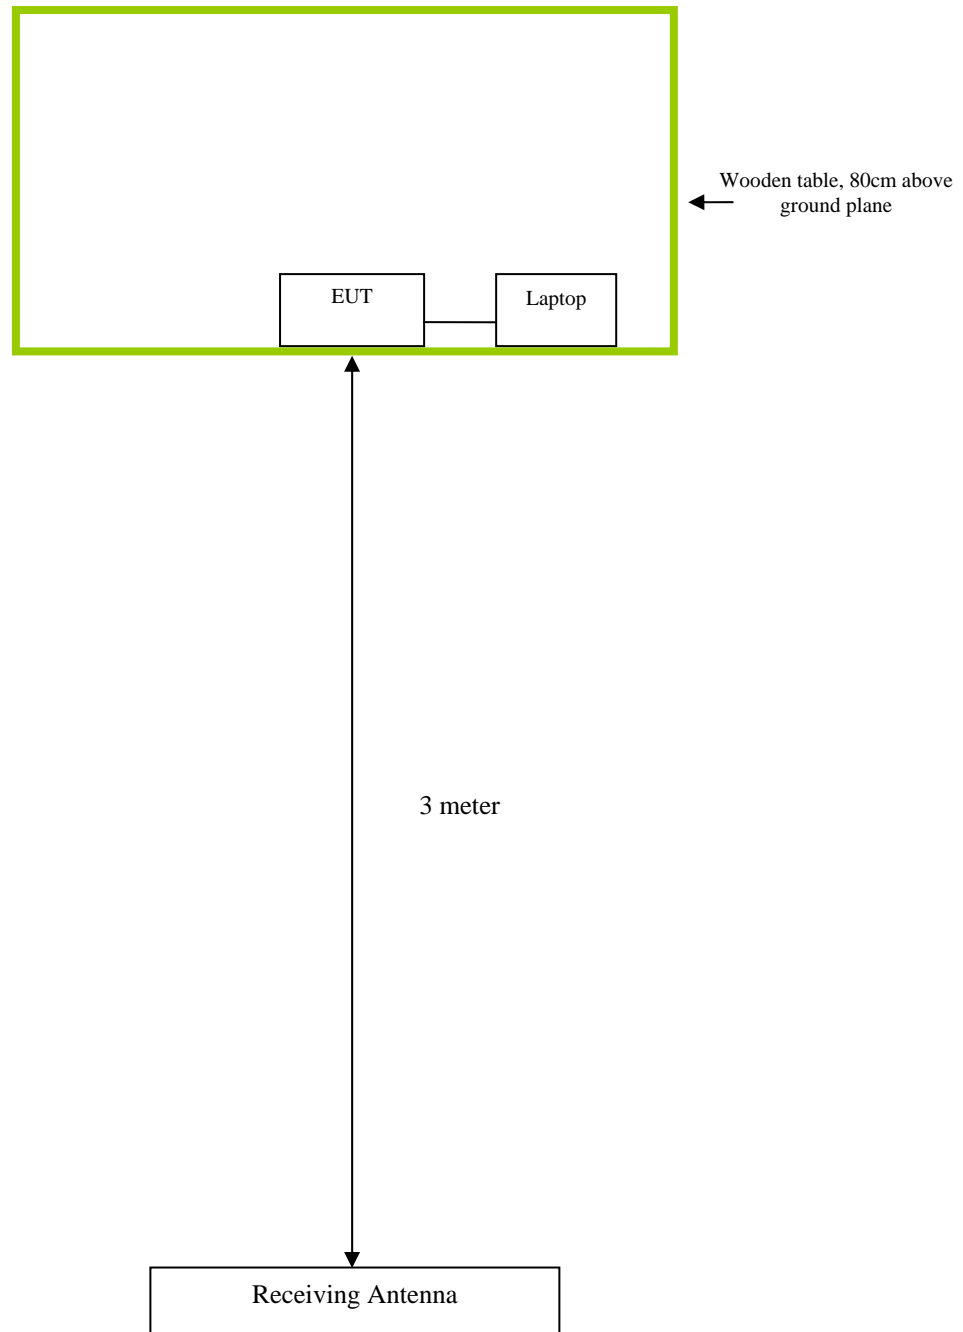 Wooden table, 80cm above
ground plane
EUT
Laptop
3 meter
Receiving Antenna